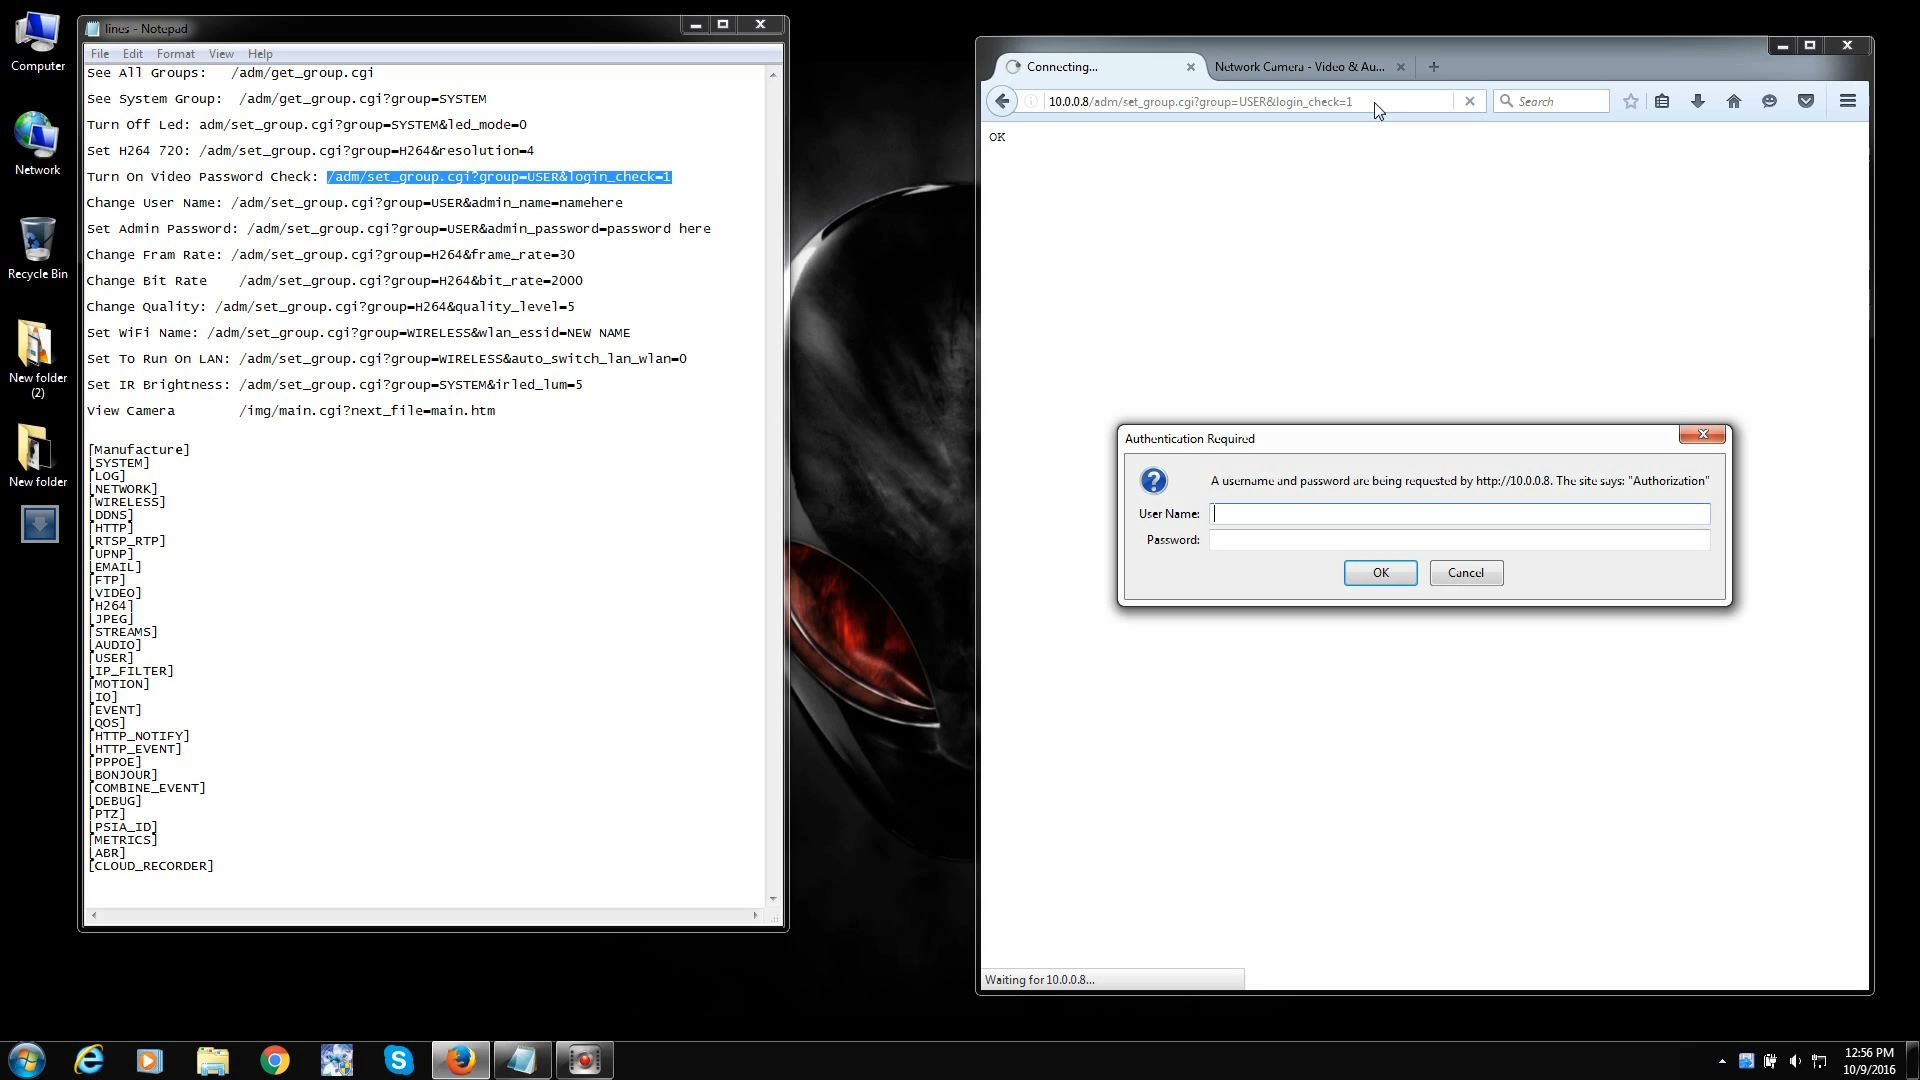 Computer
Network
Recycle Bin
New folder
(2)
New folder
lines - Notepad
File Edit Format View Help
See All Groups: /adm/get_group.cgi
See System Group: /adm/get_group.cgi?group=SYSTEM
Turn Off Led: adm/set_group.cgi?group=SYSTEM&led_mode=0
Set H264 720: /adm/set_group.cgi?group=H264&resolution=4
Turn On Video Password Check: /adm/set_group.cgi?group=USER&login_check=1
Change User Name: /adm/set_group.cgi?group=USER&admin_name=namehere
Set Admin Password: /adm/set_group.cgi?group=USER&admin_password=password here
Change Fram Rate: /adm/set_group.cgi?group=H264&frame_rate=30
Change Bit Rate /adm/set_group.cgi?group=H264&bit_rate=2000
Change Quality: /adm/set_group.cgi?group=H264&quality_level=5
Set WiFi Name: /adm/set_group.cgi?group=WIRELESS&wlan_essid=NEW NAME
Set To Run On LAN: /adm/set_group.cgi?group=WIRELESS&auto_switch_lan_wlan=0
Set IR Brightness: /adm/set_group.cgi?group=SYSTEM&irled_lum=5
View Camera /img/main.cgi?next_file=main.htm
[Manufacture]
[SYSTEM]
[LOG]
[NETWORK]
[WIRELESS]
[DDNS]
[HTTP]
[RTSP_RTP]
[UPNP]
[EMAIL]
[FTP]
[VIDEO]
[H264]
[JPEG]
[STREAMS]
[AUDIO]
[USER]
[IP_FILTER]
[MOTION]
[IO]
[EVENT]
[QOS]
[HTTP_NOTIFY]
[HTTP_EVENT]
[PPPOE]
[BONJOUR]
[COMBINE_EVENT]
[DEBUG]
[PTZ]
[PSIA_ID]
[METRICS]
[ABR]
[CLOUD_RECORDER]
Connecting... Network Camera - Video & Au...
10.0.0.8/adm/set_group.cgi?group=USER&login_check=1 Search
OK
Authentication Required
A username and password are being requested by http://10.0.0.8. The site says: "Authorization"
User Name:
Password:
OK Cancel
Waiting for 10.0.0.8...
12:56 PM
10/9/2016